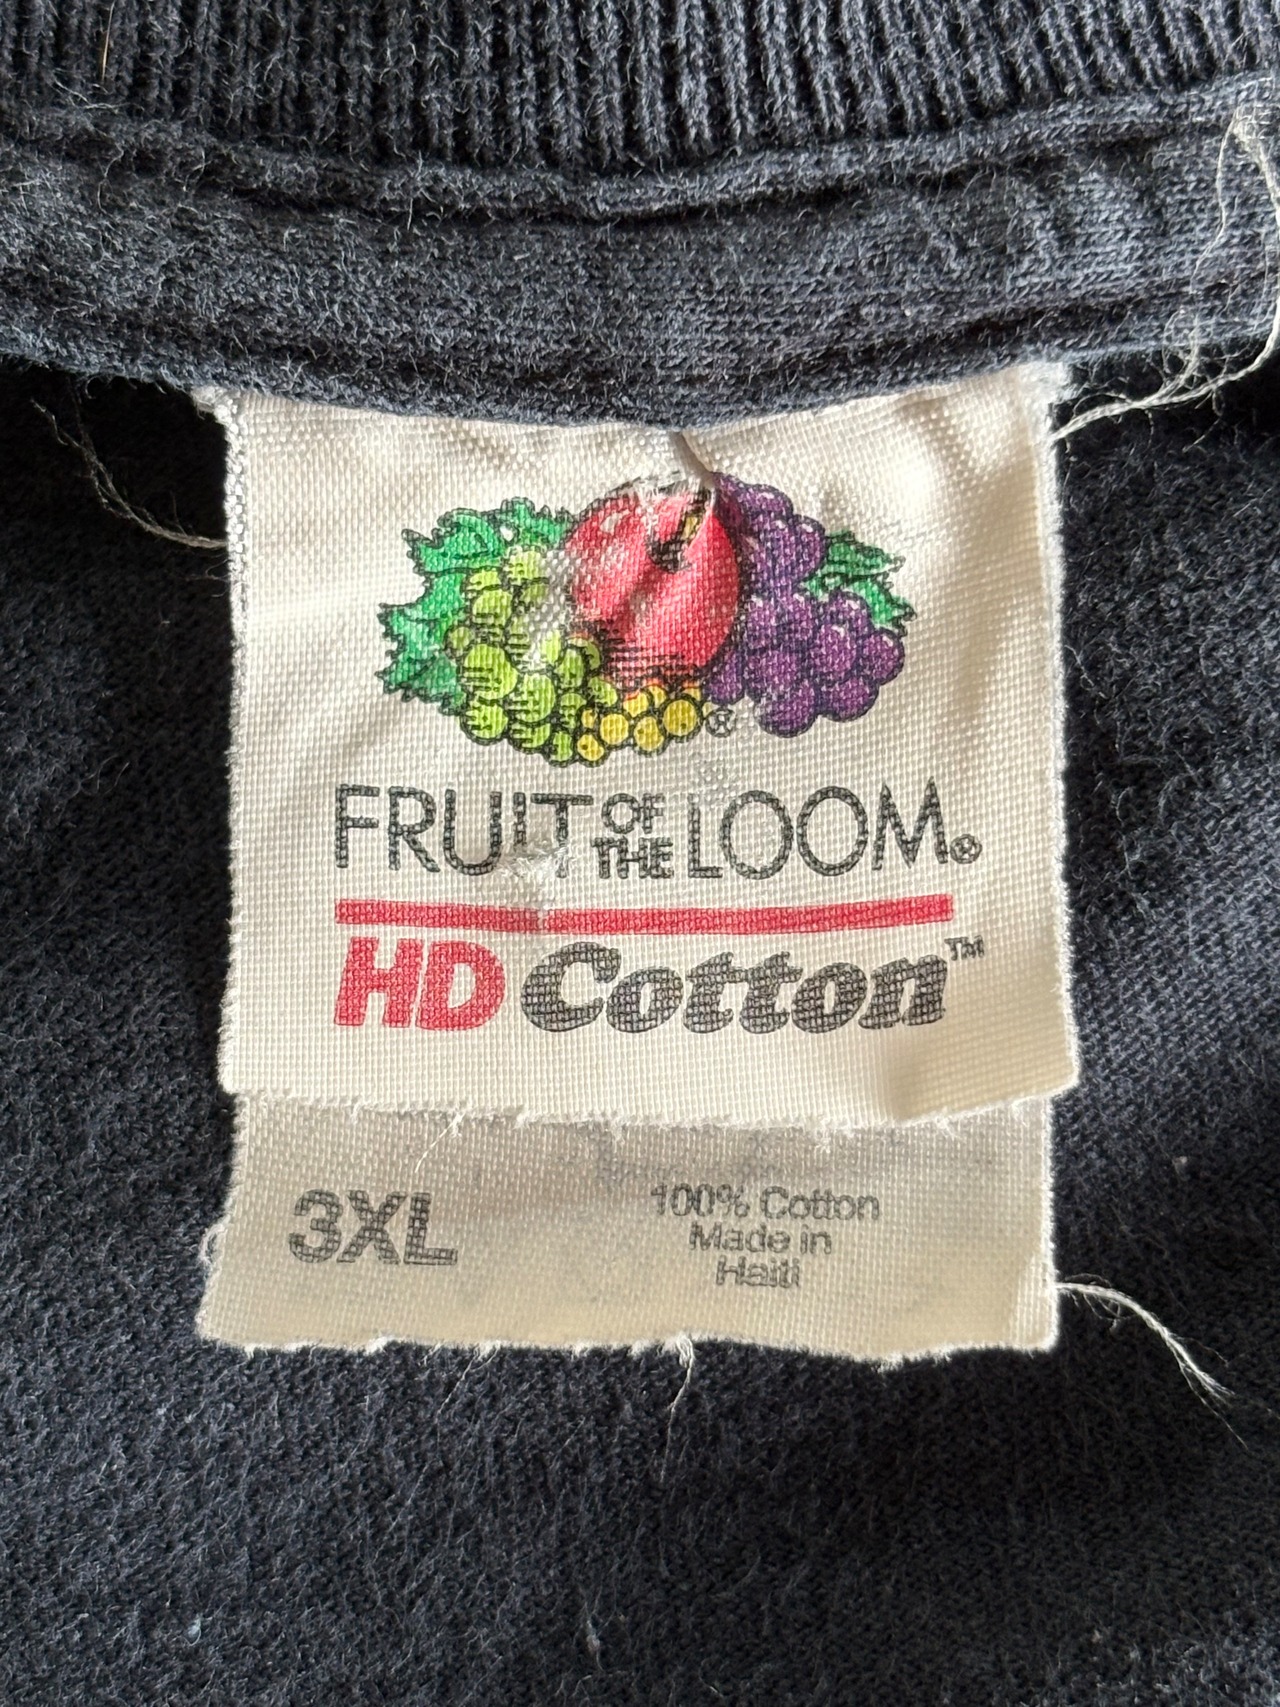 ®
FRUIT OF THE LOOM®
HD Cotton™
3XL
100% Cotton
Made in
Haiti